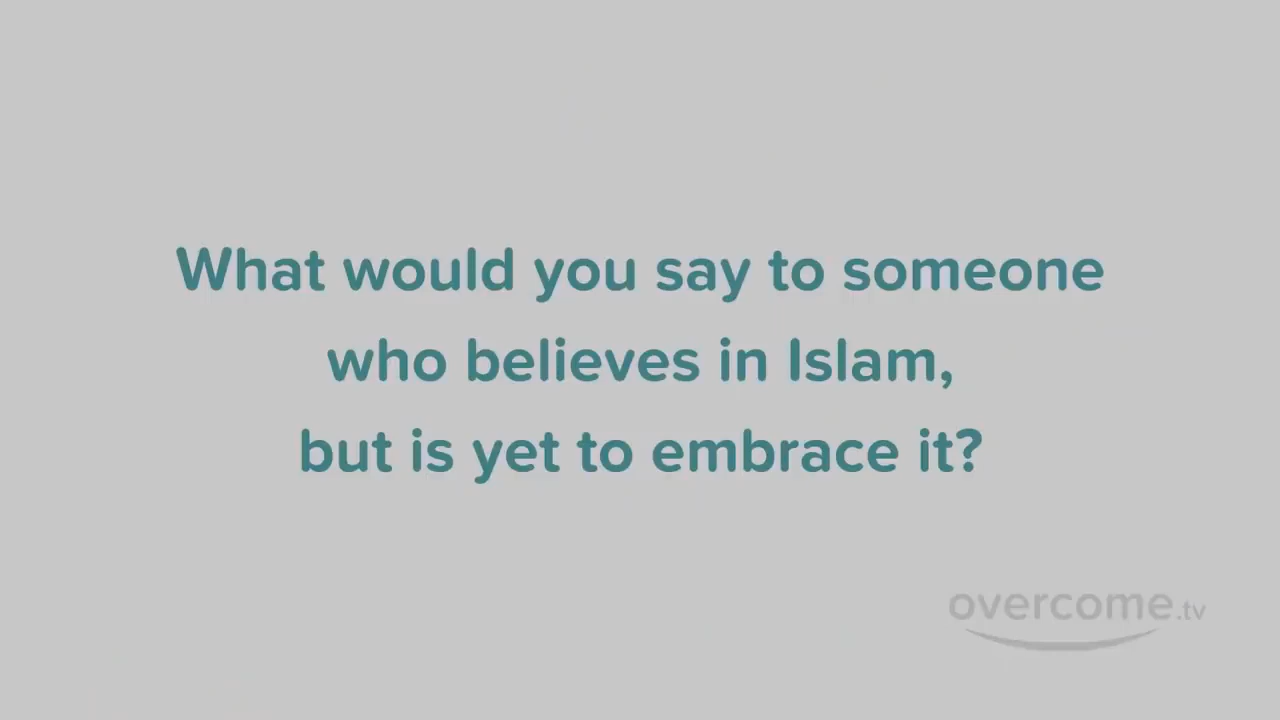 What would you say to someone
who believes in Islam,
but is yet to embrace it?
overcome.tv